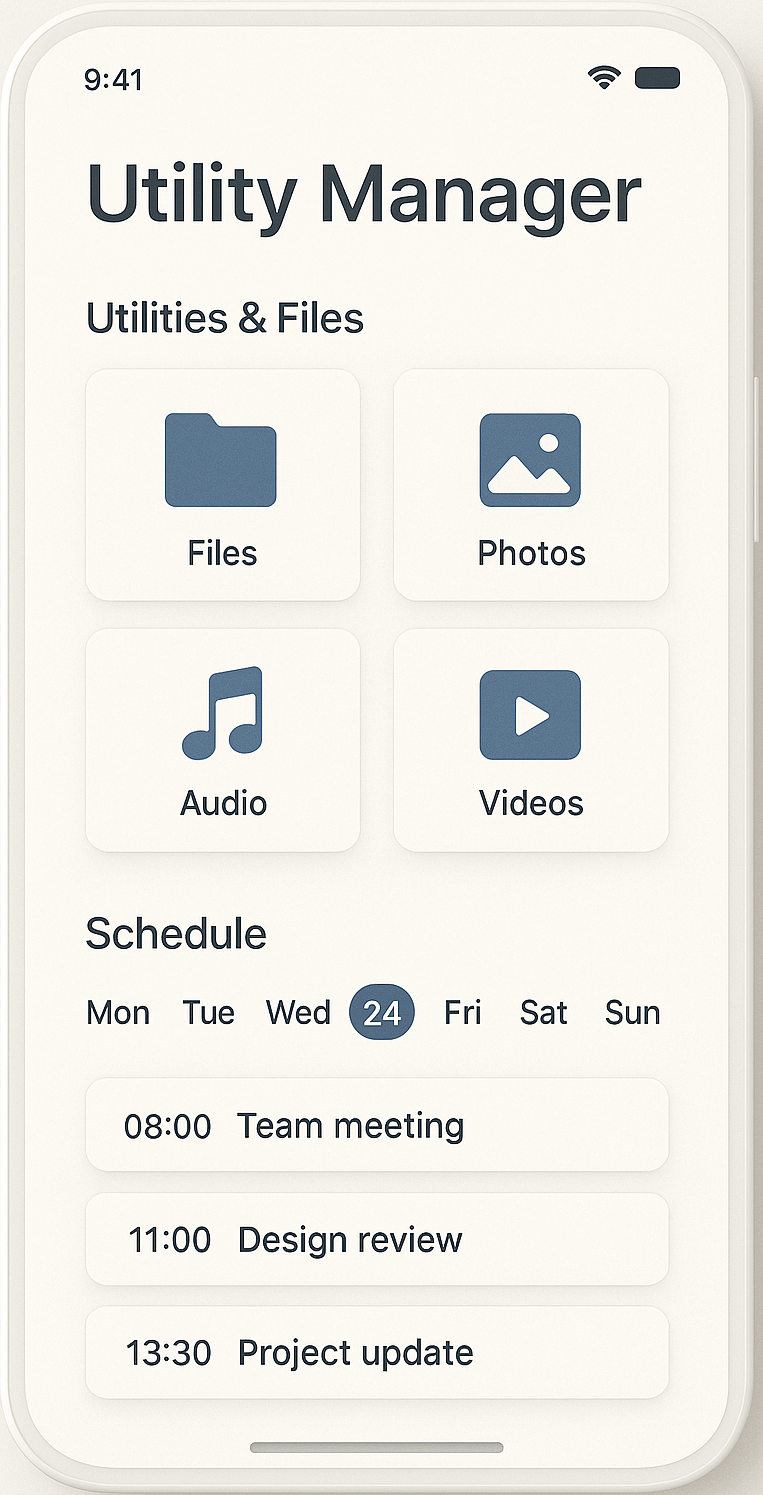 9:41
Utility Manager
Utilities & Files
Files Photos
Audio Videos
Schedule
Mon Tue Wed 24 Fri Sat Sun
08:00 Team meeting
11:00 Design review
13:30 Project update